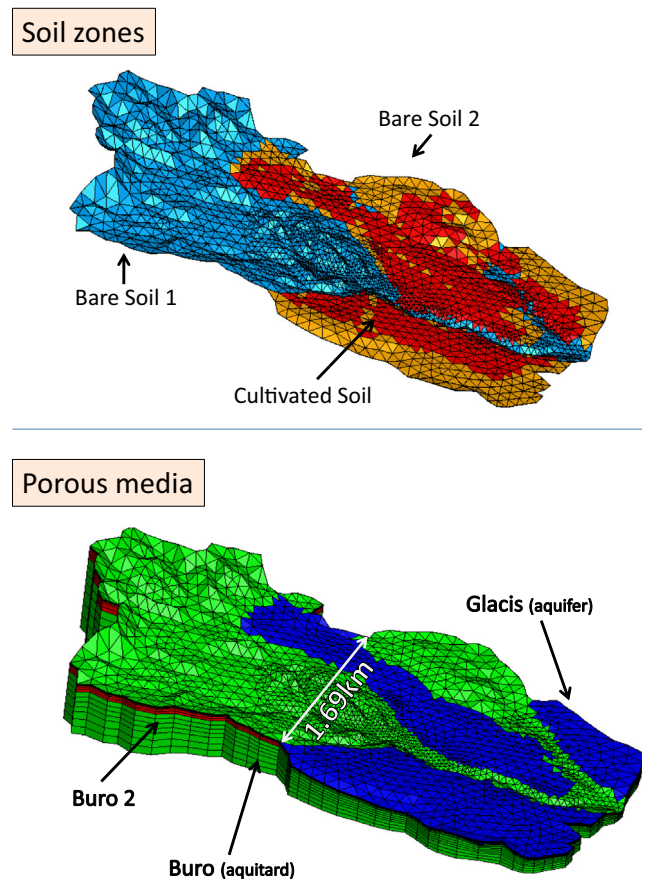 Soil zones
Bare Soil 2
Bare Soil 1
Cultivated Soil
Porous media
Glacis (aquifer)
1.69km
Buro 2
Buro (aquitard)